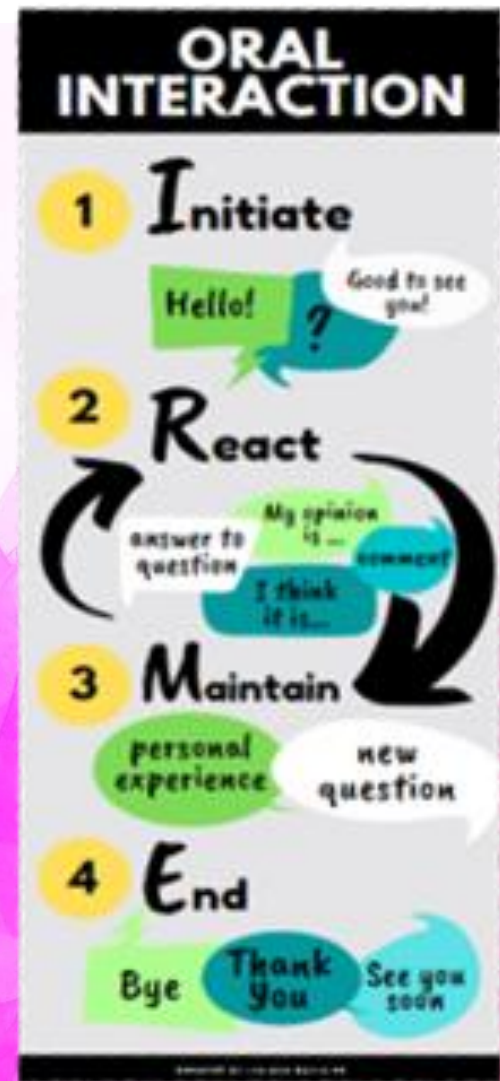 ORAL
INTERACTION
1 Initiate
Hello!
?
Good to see
you!
2 React
answer to
question
My opinion
is ...
comment
I think
it is...
3 Maintain
personal
experience
new
question
4 End
Bye
Thank
You
See you
soon